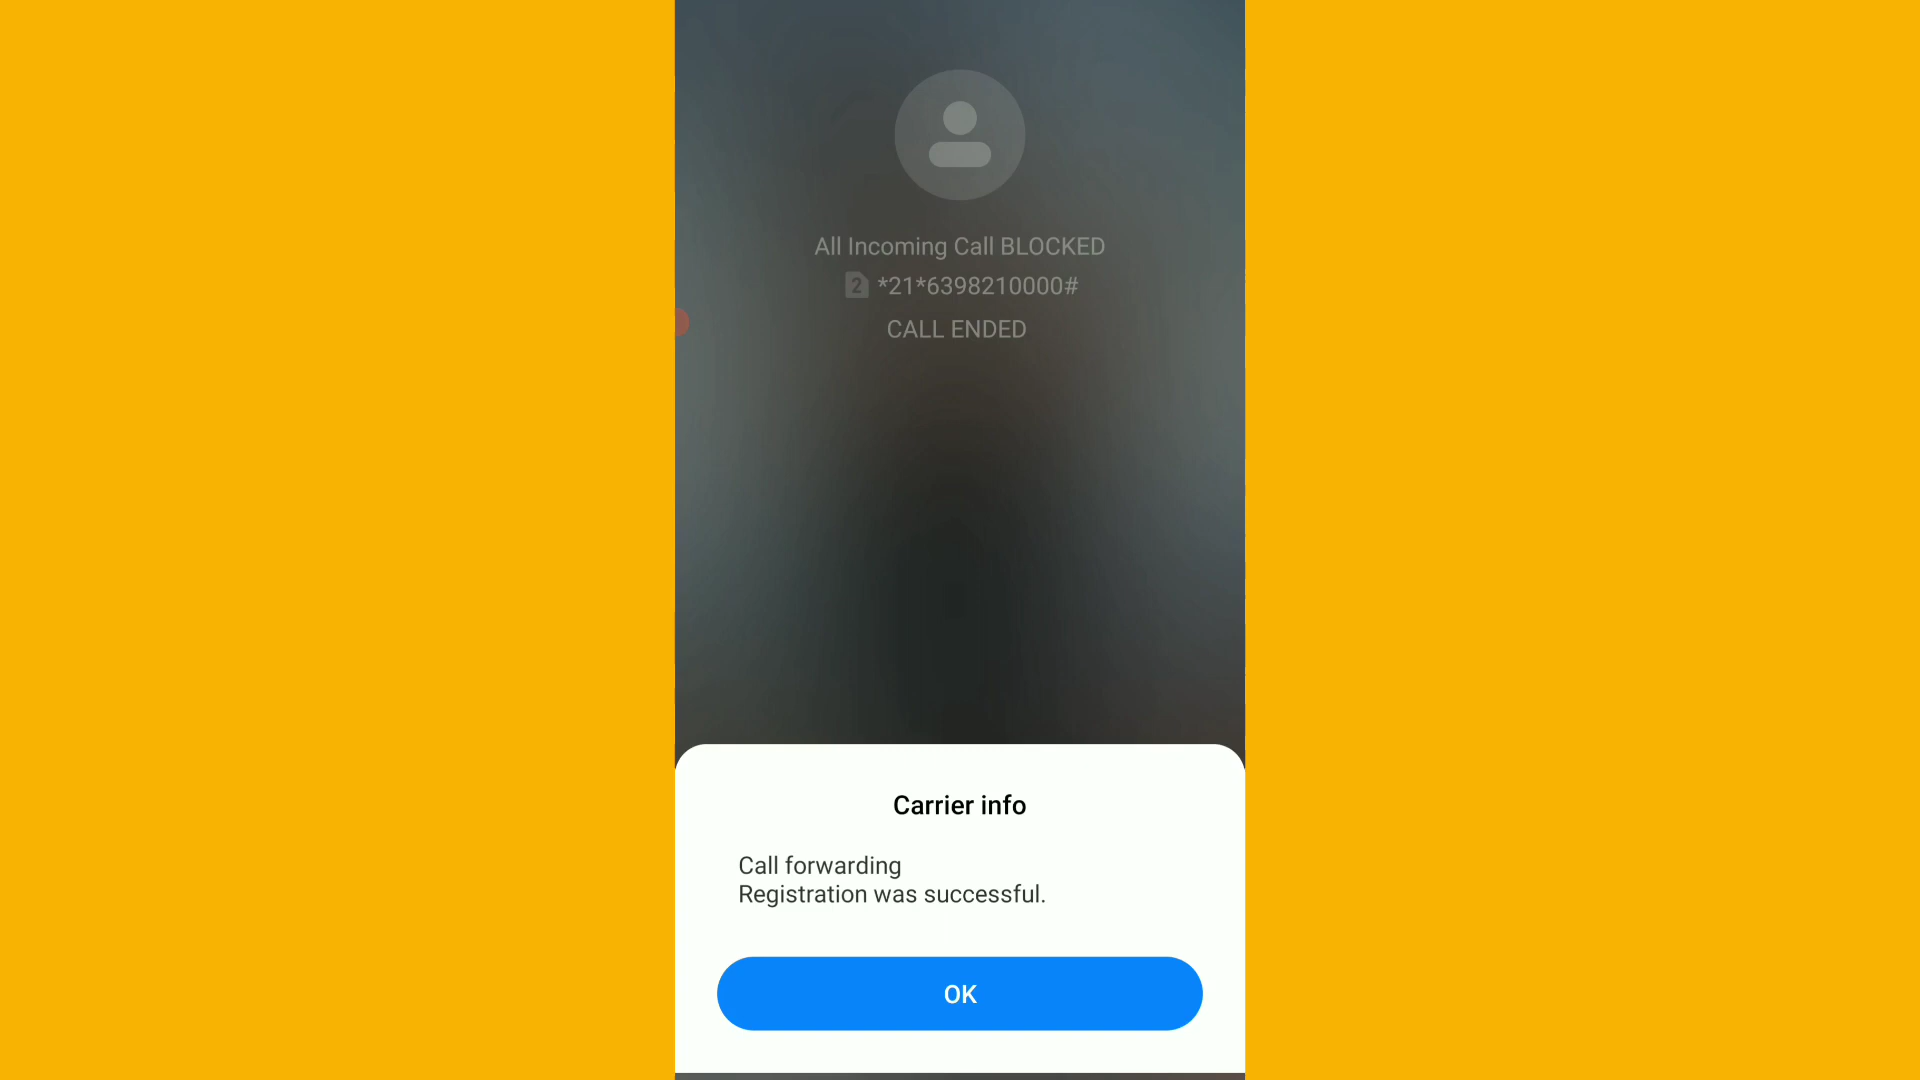 All Incoming Call BLOCKED
2 *21*6398210000#
CALL ENDED
Carrier info
Call forwarding
Registration was successful.
OK